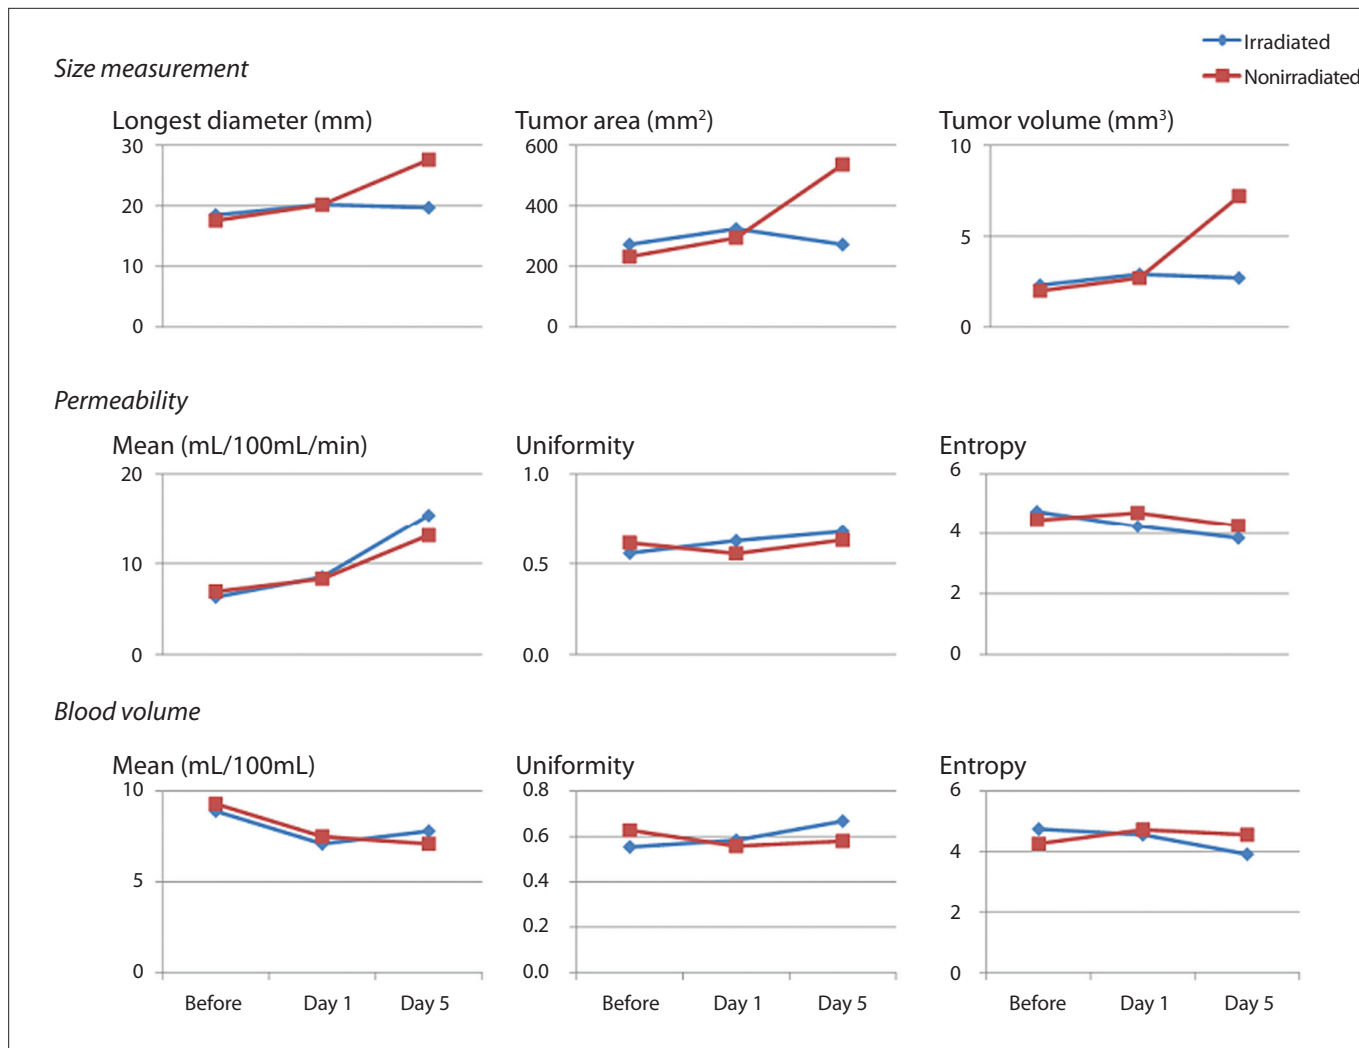 Irradiated
Nonirradiated
Size measurement
Longest diameter (mm)
30
20
10
0
Tumor area (mm²)
600
400
200
0
Tumor volume (mm³)
10
5
0
Permeability
Mean (mL/100mL/min)
20
10
0
Uniformity
1.0
0.5
0.0
Entropy
6
4
2
0
Blood volume
Mean (mL/100mL)
10
5
0
Before Day 1 Day 5
Uniformity
0.8
0.6
0.4
0.2
0.0
Before Day 1 Day 5
Entropy
6
4
2
0
Before Day 1 Day 5